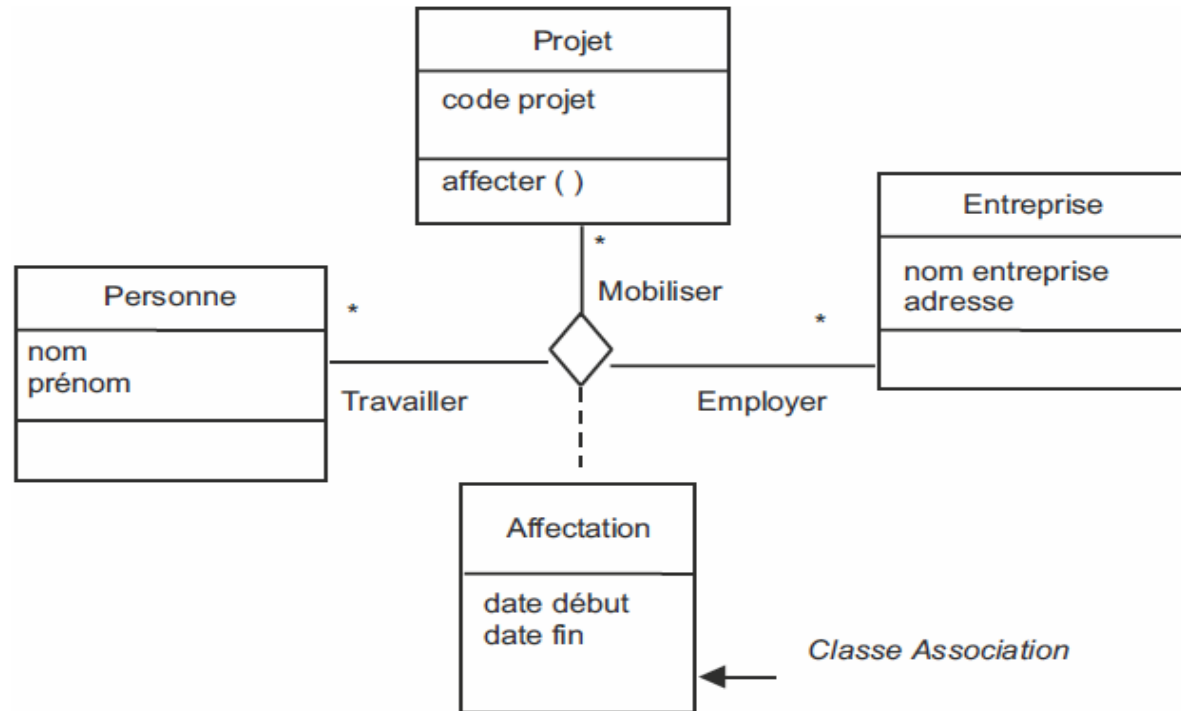 Projet
code projet
affecter ( )
*
Mobiliser
Entreprise
nom entreprise
adresse
*
Employer
Personne
nom
prénom
*
Travailler
Affectation
date début
date fin
Classe Association